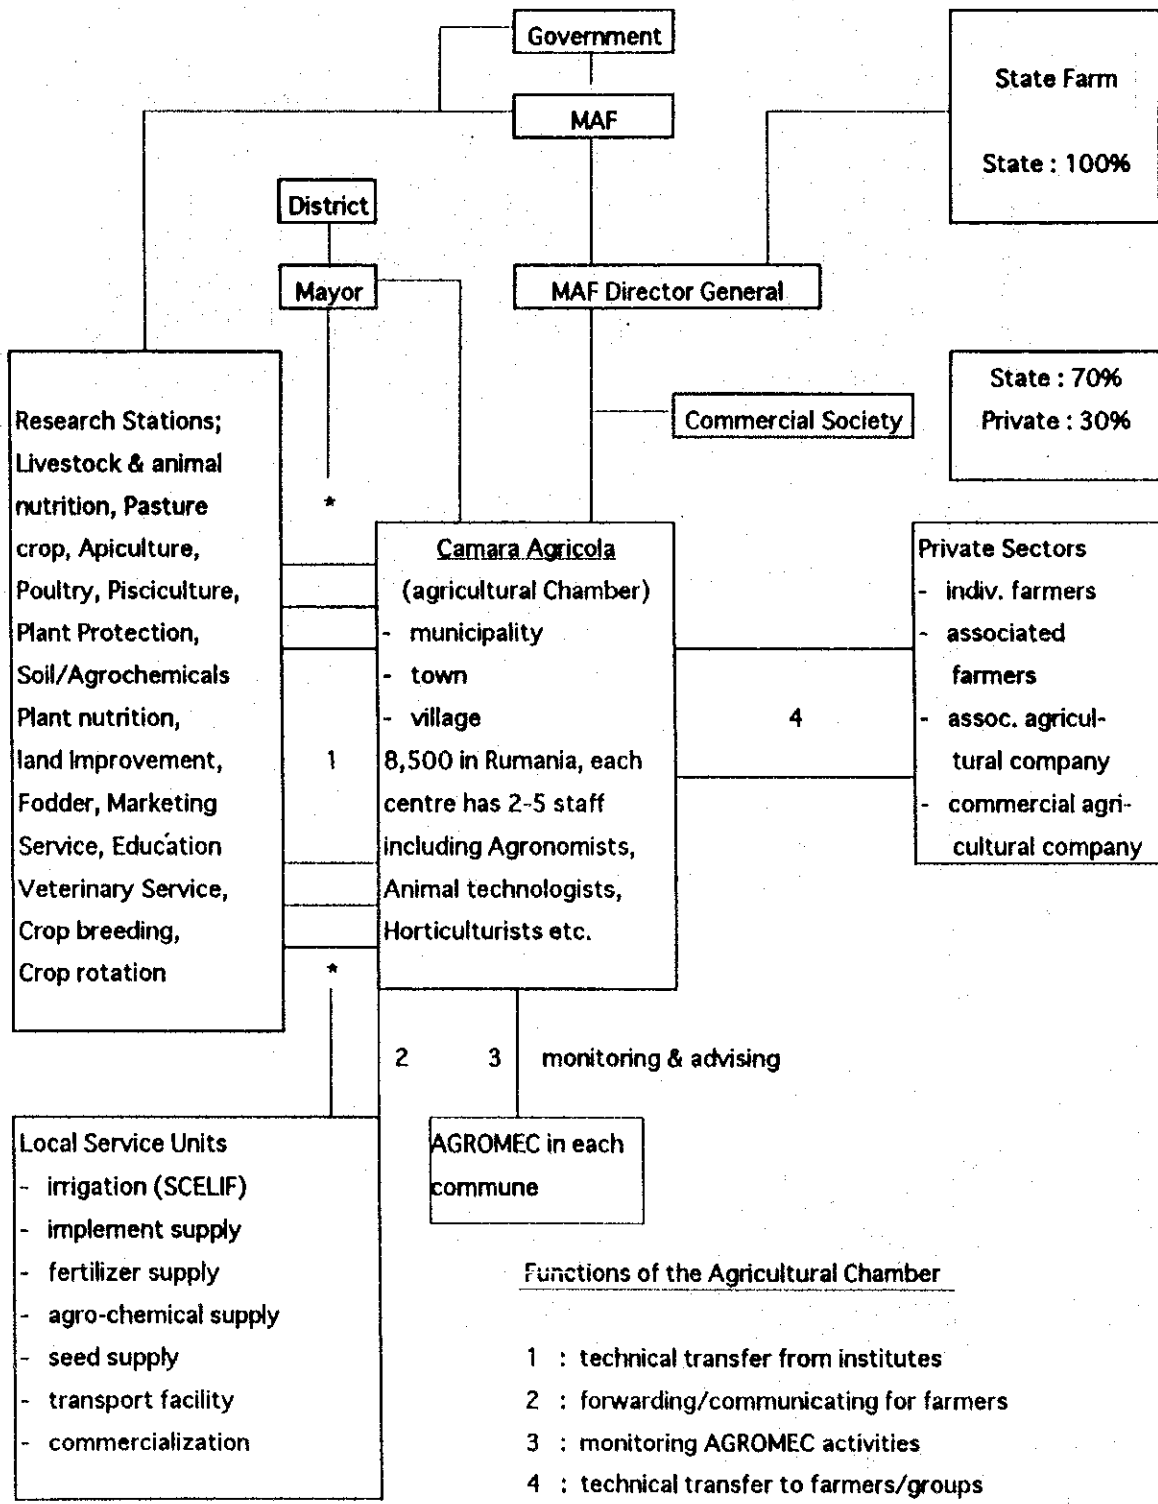 Government
MAF
State Farm
State : 100%
District
Mayor
MAF Director General
State : 70%
Private : 30%
Commercial Society
Research Stations;
Livestock & animal
nutrition, Pasture
crop, Apiculture,
Poultry, Pisciculture,
Plant Protection,
Soil/Agrochemicals
Plant nutrition,
land Improvement,
Fodder, Marketing
Service, Education
Veterinary Service,
Crop breeding,
Crop rotation
*
1
*
Camara Agricola
(agricultural Chamber)
- municipality
- town
- village
8,500 in Rumania, each
centre has 2-5 staff
including Agronomists,
Animal technologists,
Horticulturists etc.
4
Private Sectors
- indiv. farmers
- associated
farmers
- assoc. agricul-
tural company
- commercial agri-
cultural company
2
3 monitoring & advising
Local Service Units
- irrigation (SCELIF)
- implement supply
- fertilizer supply
- agro-chemical supply
- seed supply
- transport facility
- commercialization
AGROMEC in each
commune
Functions of the Agricultural Chamber
1 : technical transfer from institutes
2 : forwarding/communicating for farmers
3 : monitoring AGROMEC activities
4 : technical transfer to farmers/groups